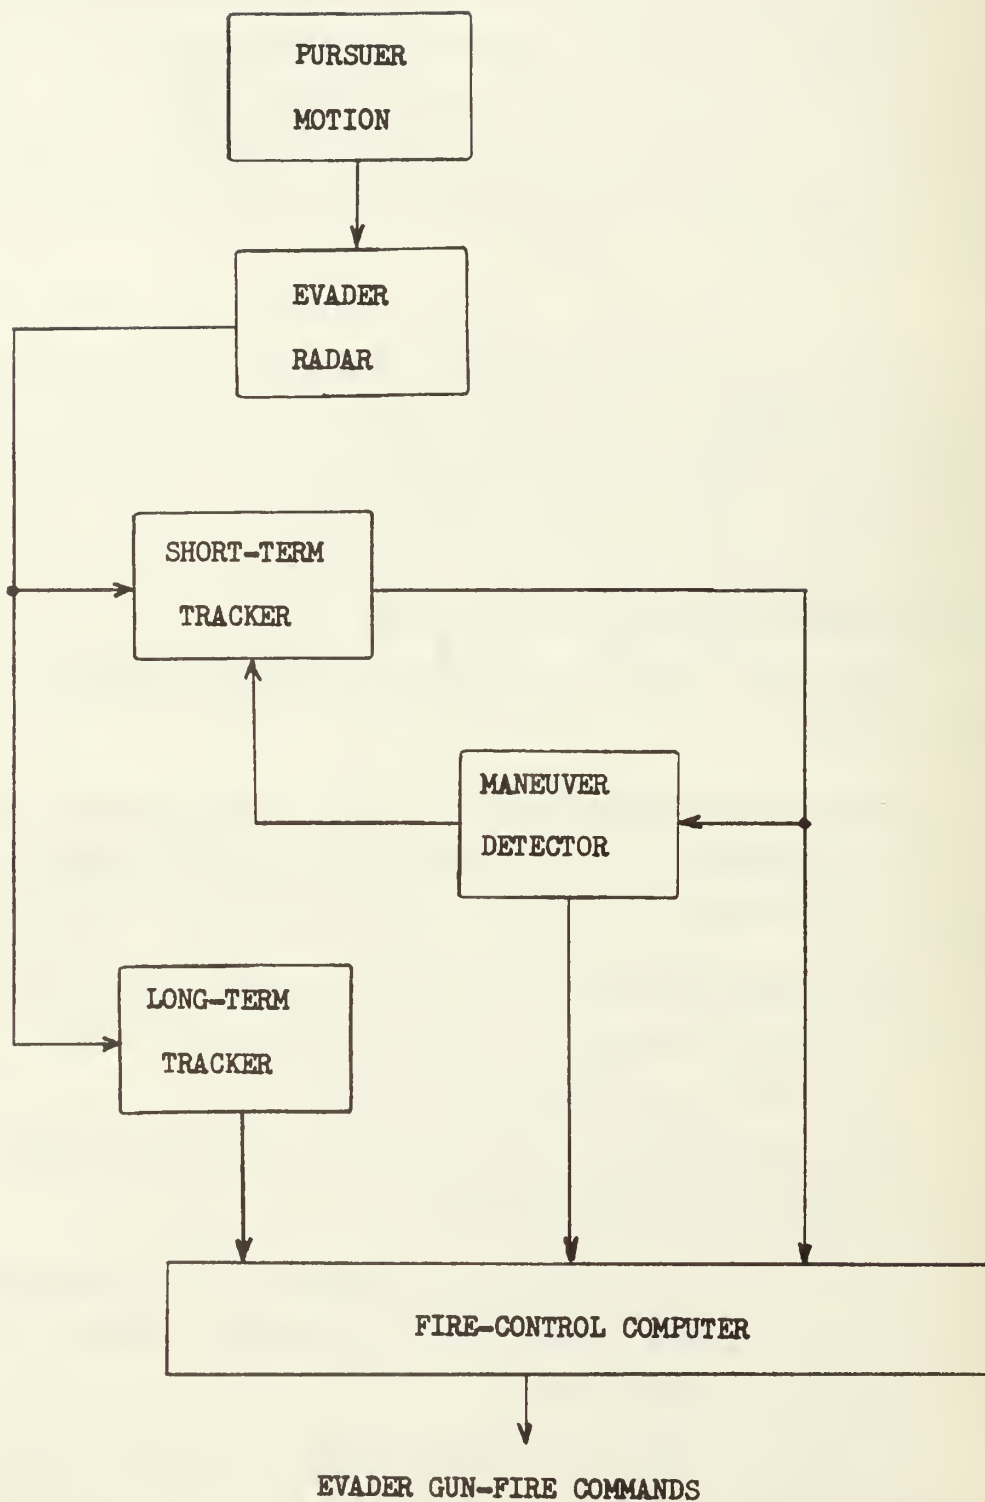 PURSUER
MOTION
EVADER
RADAR
SHORT-TERM
TRACKER
MANEUVER
DETECTOR
LONG-TERM
TRACKER
FIRE-CONTROL COMPUTER
EVADER GUN-FIRE COMMANDS